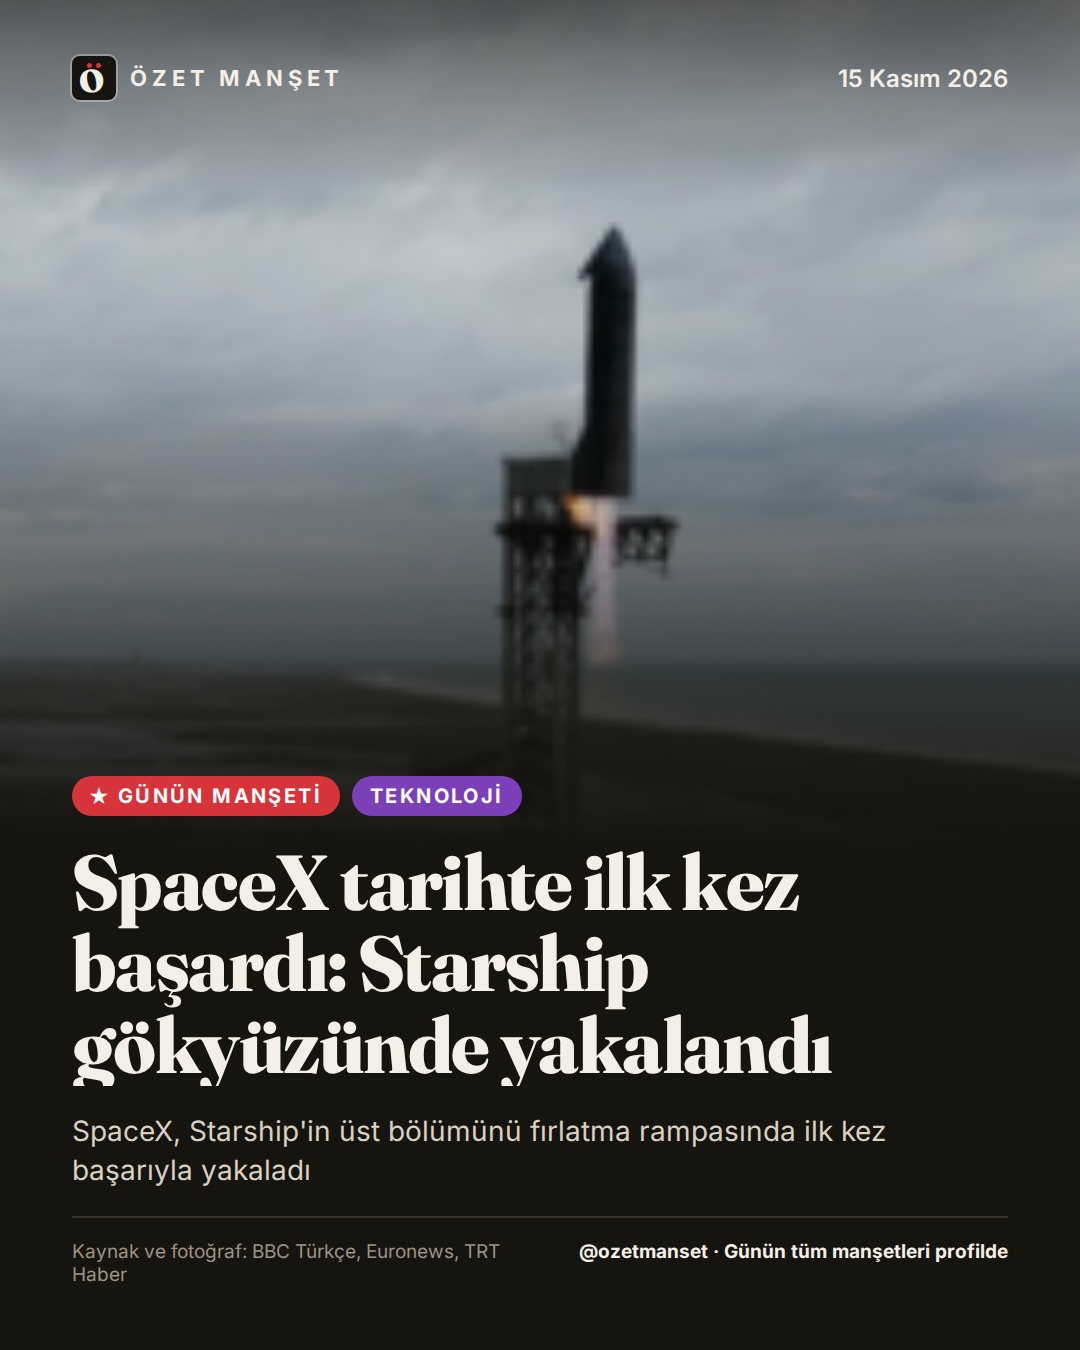 ö ÖZET MANŞET
15 Kasım 2026
★ GÜNÜN MANŞETİ TEKNOLOJİ
SpaceX tarihte ilk kez
başardı: Starship
gökyüzünde yakalandı
SpaceX, Starship'in üst bölümünü fırlatma rampasında ilk kez
başarıyla yakaladı
Kaynak ve fotoğraf: BBC Türkçe, Euronews, TRT
Haber
@ozetmanset · Günün tüm manşetleri profilde